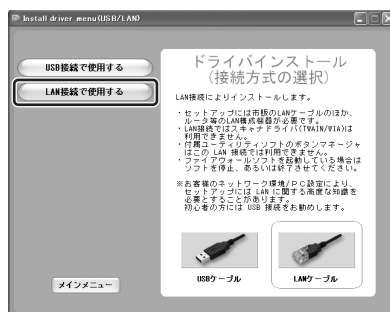 Install driver menu(USB/LAN)
USB接続で使用する
LAN接続で使用する
ドライバインストール
(接続方式の選択)
LAN接続によりインストールします。
・セットアップには市販のLANケーブルのほか、
ルータ等のLAN構成機器が必要です。
・LAN接続ではスキャナドライバ(TWAIN/WIA)は
利用できません。
・付属ユーティリティソフトのボタンマネージャ
はこの LAN 接続では利用できません。
・ファイアウォールソフトを起動している場合は
ソフトを停止、あるいは終了させてください。
※お客様のネットワーク環境/PC設定により、
セットアップには LAN に関する高度な知識を
必要とすることがあります。
初心者の方には USB 接続をお勧めします。
USBケーブル
LANケーブル
メインメニュー